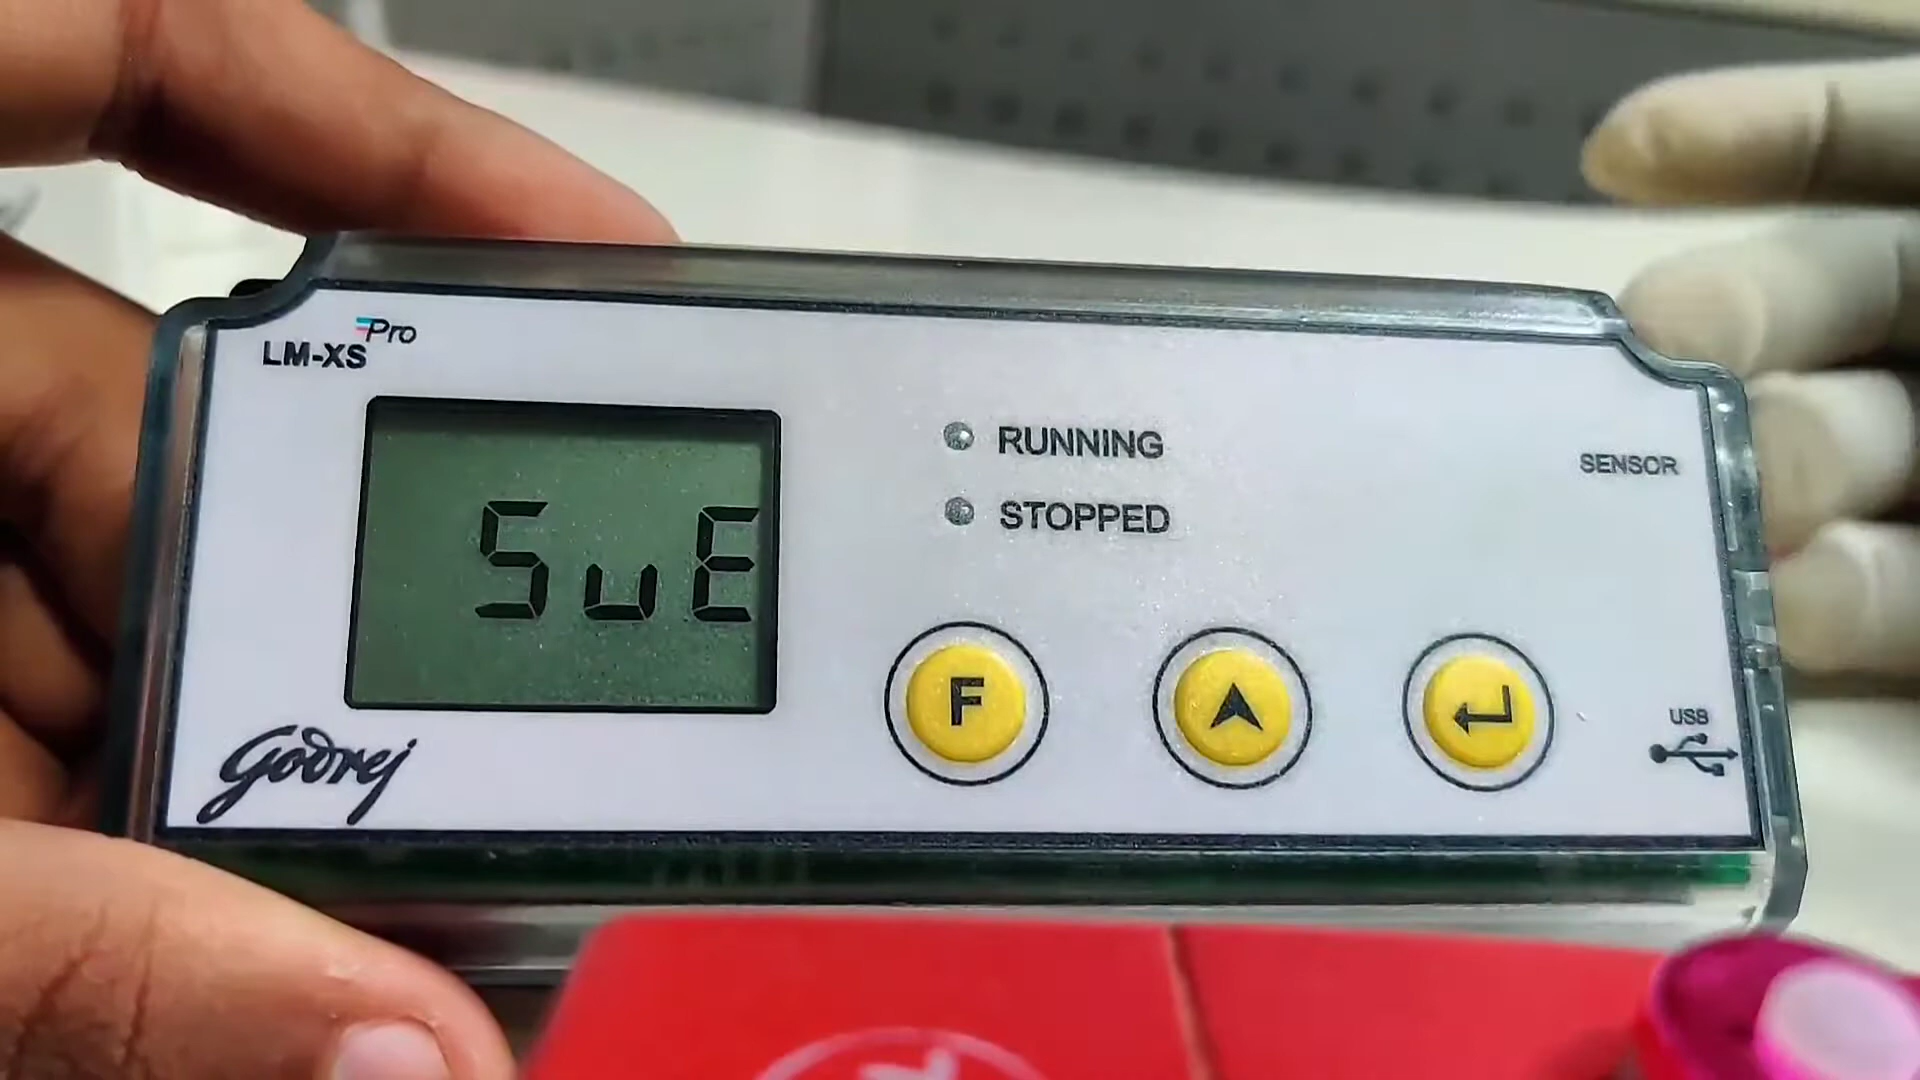 LM-XS Pro
SuE
RUNNING
STOPPED
SENSOR
F
USB
Godrej